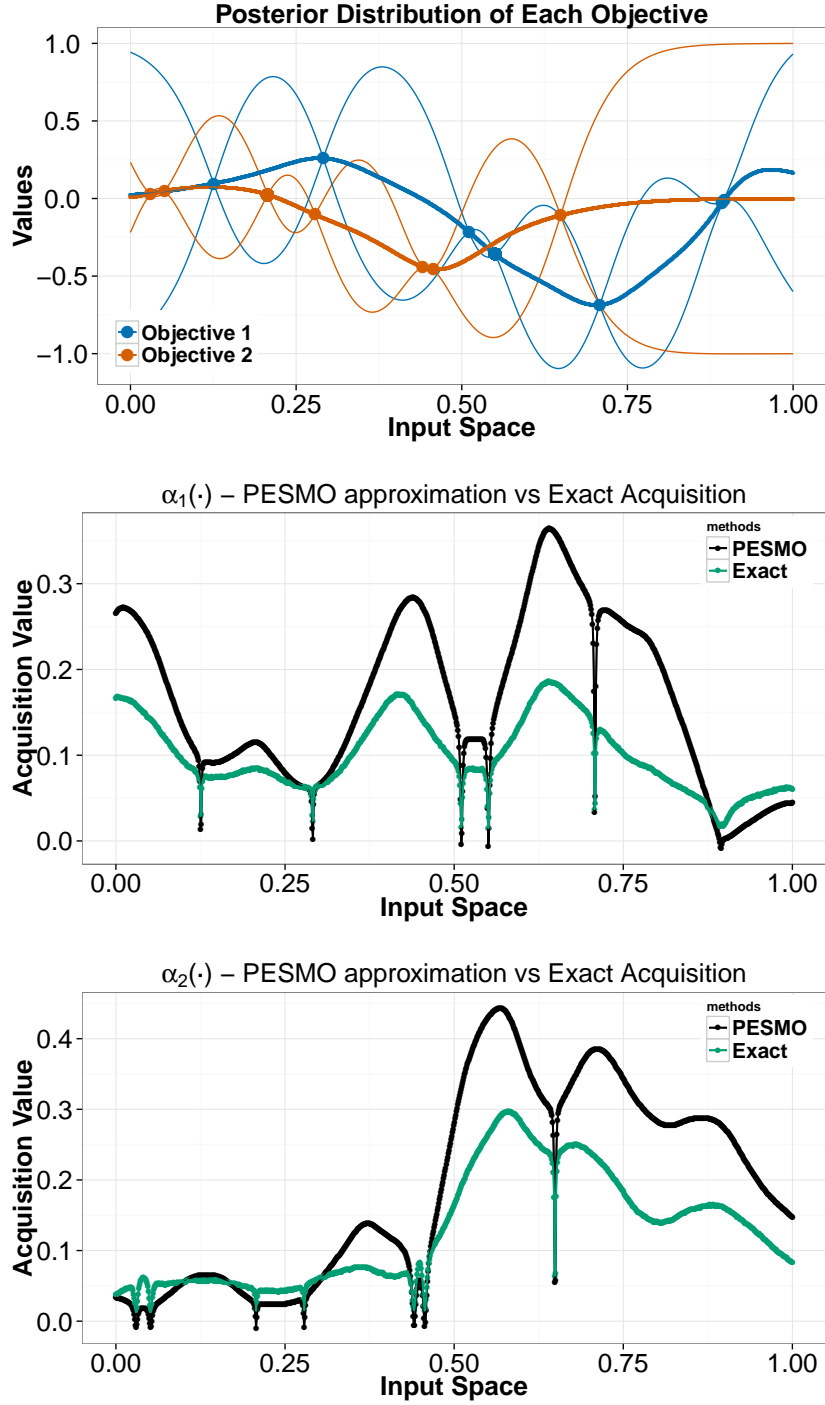 Posterior Distribution of Each Objective
Values
1.0
0.5
0.0
−0.5
−1.0
Objective 1
Objective 2
0.00 0.25 0.50 0.75 1.00
Input Space
α1(·) − PESMO approximation vs Exact Acquisition
Acquisition Value
0.3
0.2
0.1
0.0
methods
PESMO
Exact
0.00 0.25 0.50 0.75 1.00
Input Space
α2(·) − PESMO approximation vs Exact Acquisition
Acquisition Value
0.4
0.3
0.2
0.1
0.0
methods
PESMO
Exact
0.00 0.25 0.50 0.75 1.00
Input Space